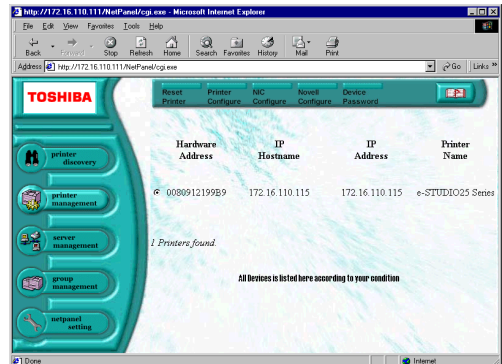 http://172.16.110.111/NetPanel/cgi.exe - Microsoft Internet Explorer
File Edit View Favorites Tools Help
Back Forward Stop Refresh Home Search Favorites History Mail Print
Address http://172.16.110.111/NetPanel/cgi.exe Go Links »
TOSHIBA
Reset Printer Printer Configure NIC Configure Novell Configure Device Password
Hardware Address IP Hostname IP Address Printer Name
0080912199B9 172.16.110.115 172.16.110.115 e-STUDIO25 Series
1 Printers found.
All Devices is listed here according to your condition
printer discovery
printer management
server management
group management
netpanel setting
Done Internet